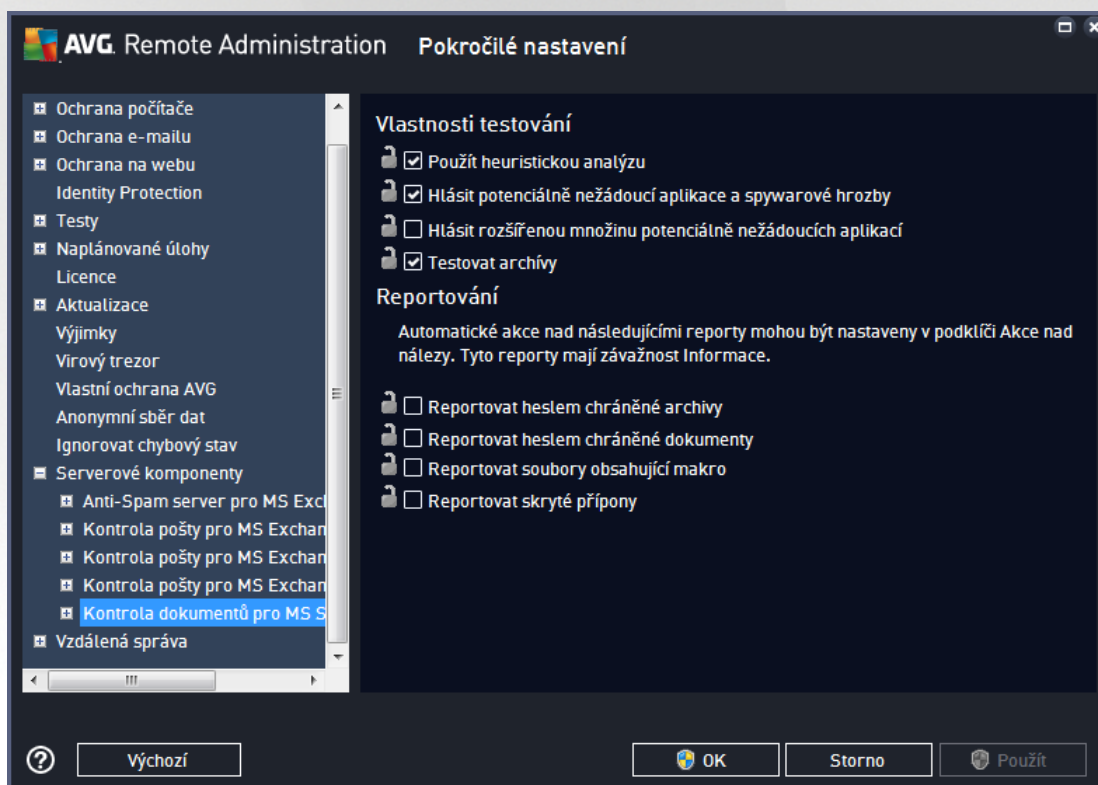 AVG. Remote Administration Pokročilé nastavení
Ochrana počítače
Ochrana e-mailu
Ochrana na webu
Identity Protection
Testy
Naplánované úlohy
Licence
Aktualizace
Výjimky
Virový trezor
Vlastní ochrana AVG
Anonymní sběr dat
Ignorovat chybový stav
Serverové komponenty
Anti-Spam server pro MS Excl
Kontrola pošty pro MS Exchan
Kontrola pošty pro MS Exchan
Kontrola pošty pro MS Exchan
Kontrola dokumentů pro MS S
Vzdálená správa
Vlastnosti testování
Použít heuristickou analýzu
Hlásit potenciálně nežádoucí aplikace a spywarové hrozby
Hlásit rozšířenou množinu potenciálně nežádoucích aplikací
Testovat archívy
Reportování
Automatické akce nad následujícími reporty mohou být nastaveny v podklíči Akce nad
nálezy. Tyto reporty mají závažnost Informace.
Reportovat heslem chráněné archivy
Reportovat heslem chráněné dokumenty
Reportovat soubory obsahující makro
Reportovat skryté přípony
Výchozí OK Storno Použít